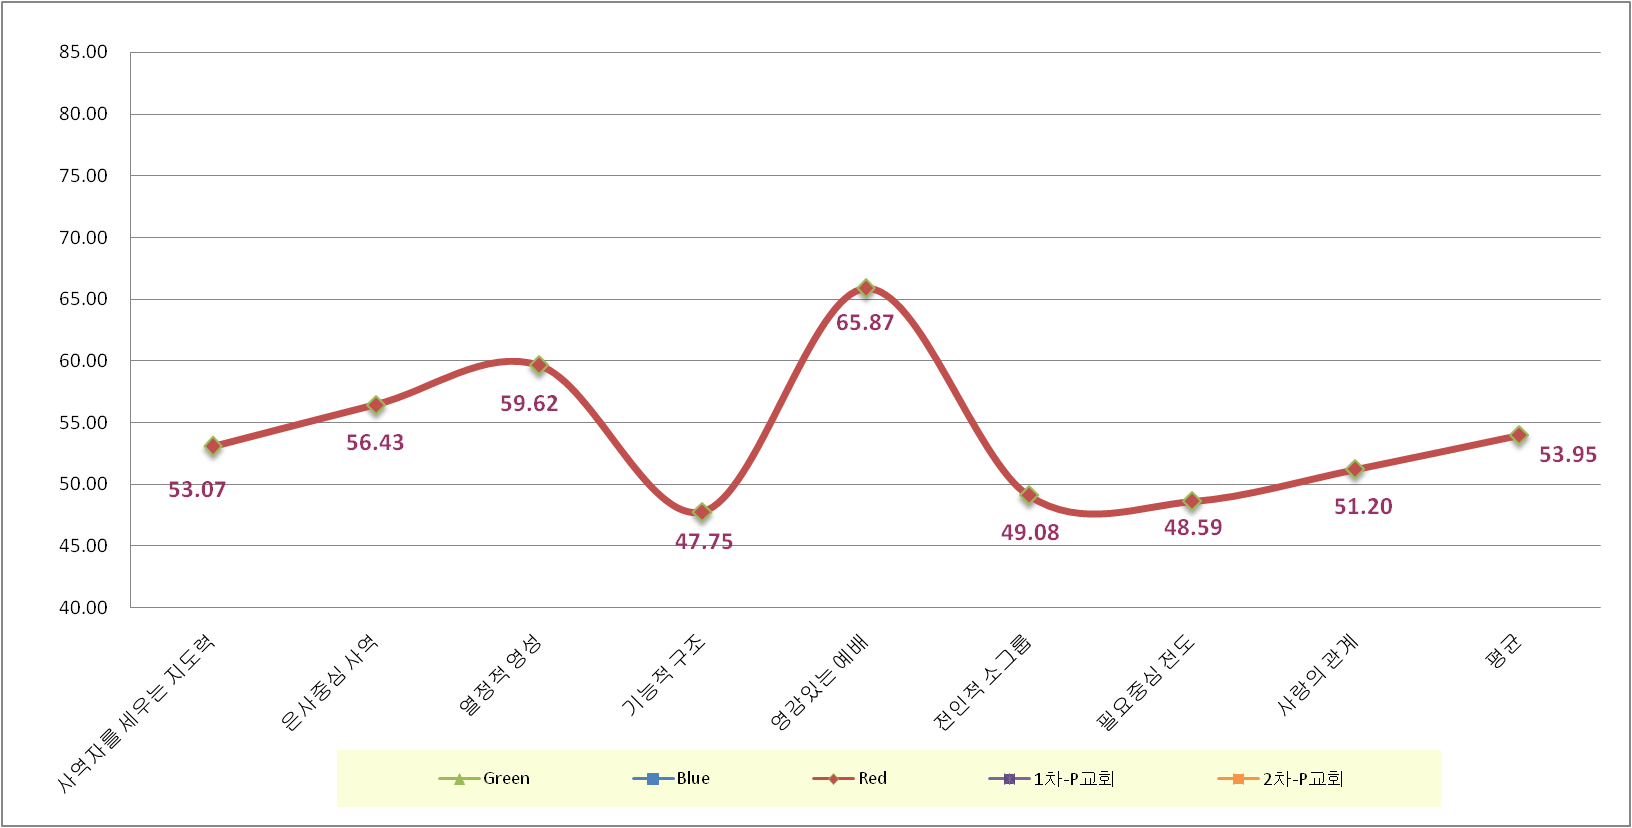 85.00
80.00
75.00
70.00
65.00
60.00
55.00
50.00
45.00
40.00
53.07
56.43
59.62
47.75
65.87
49.08
48.59
51.20
53.95
사역자를 세우는 지도력
은사중심 사역
열정적 영성
기능적 구조
영감있는 예배
전인적 소그룹
필요중심 전도
사랑의 관계
평균
Green Blue Red 1차-P교회 2차-P교회